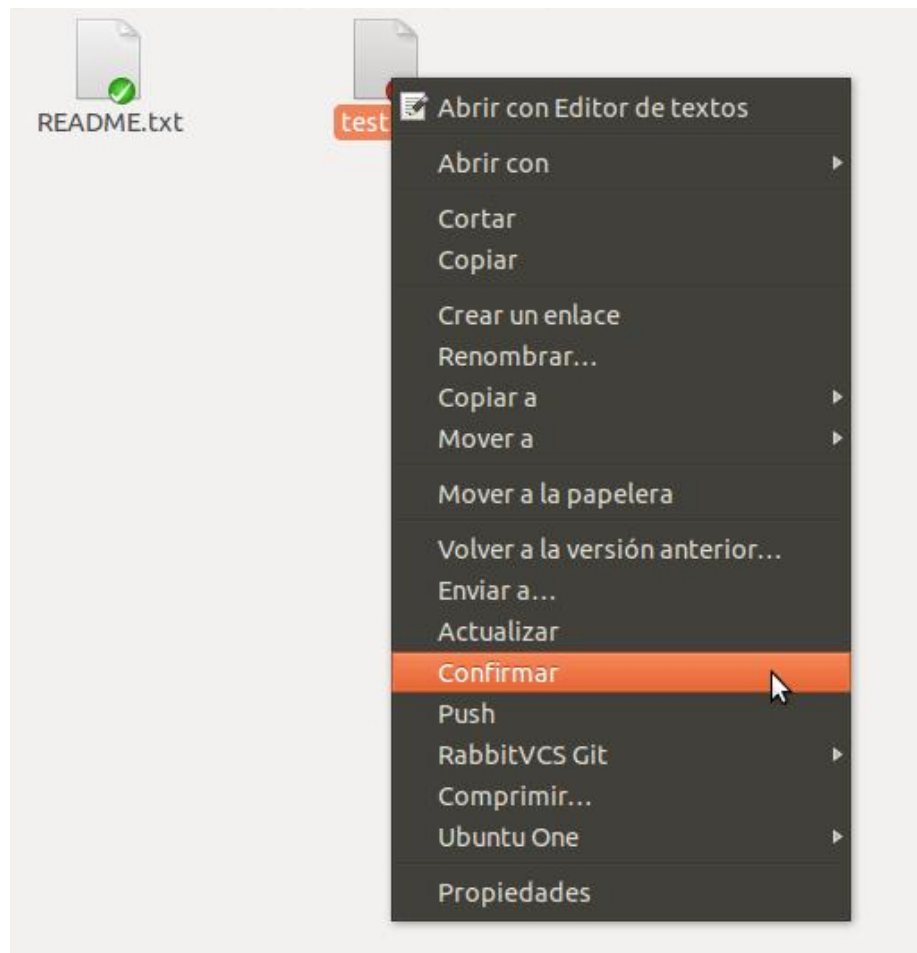 README.txt
test
Abrir con Editor de textos
Abrir con
Cortar
Copiar
Crear un enlace
Renombrar...
Copiar a
Mover a
Mover a la papelera
Volver a la versión anterior...
Enviar a...
Actualizar
Confirmar
Push
RabbitVCS Git
Comprimir...
Ubuntu One
Propiedades